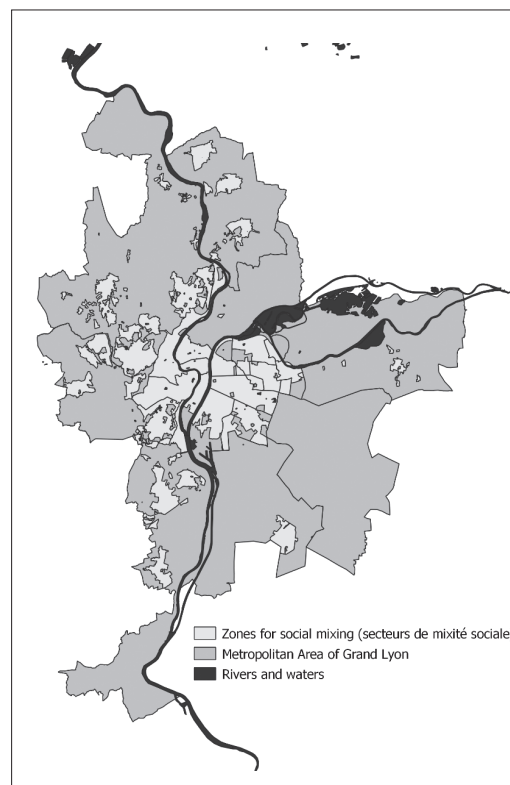 Zones for social mixing (secteurs de mixité sociale
Metropolitan Area of Grand Lyon
Rivers and waters